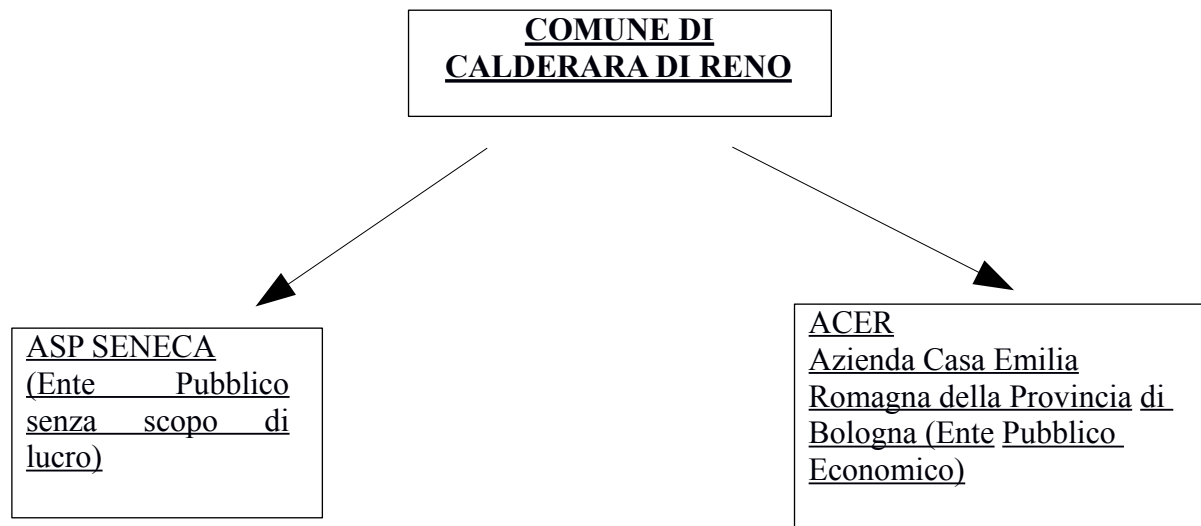 COMUNE DI
CALDERARA DI RENO
ASP SENECA
(Ente Pubblico
senza scopo di
lucro)
ACER
Azienda Casa Emilia
Romagna della Provincia di
Bologna (Ente Pubblico
Economico)